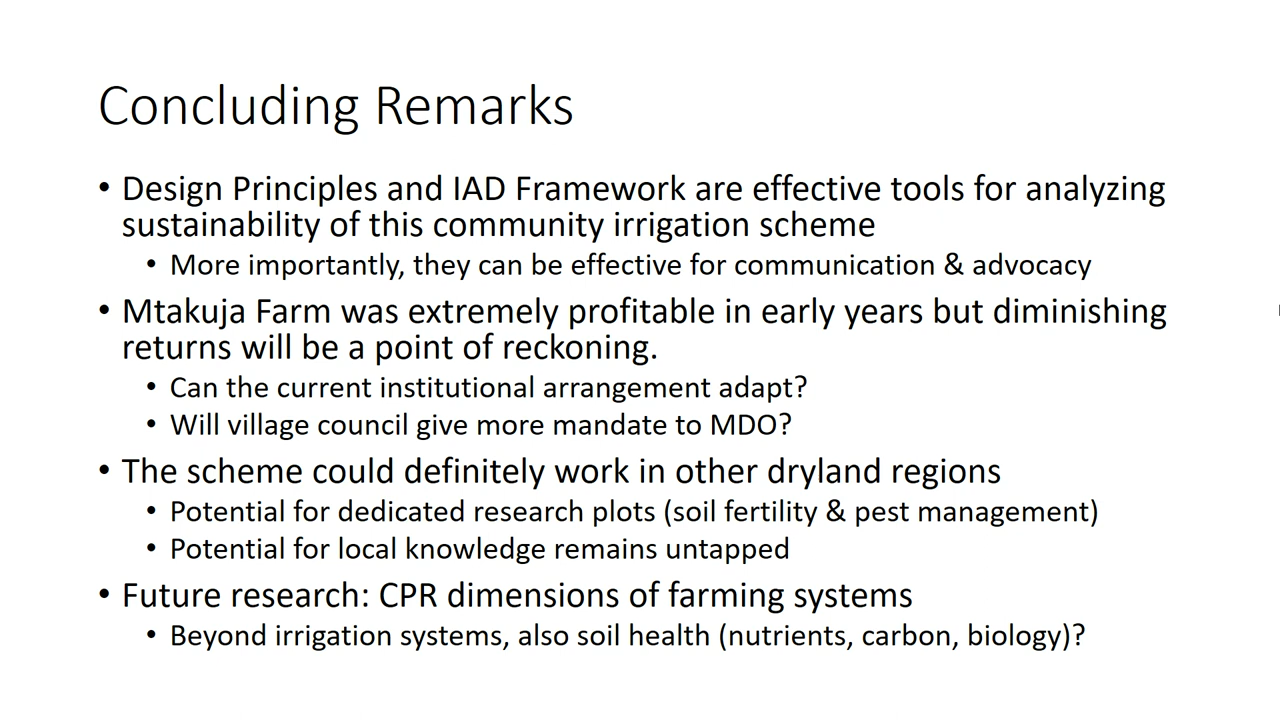 Concluding Remarks
• Design Principles and IAD Framework are effective tools for analyzing
sustainability of this community irrigation scheme
• More importantly, they can be effective for communication & advocacy
• Mtakuja Farm was extremely profitable in early years but diminishing
returns will be a point of reckoning.
• Can the current institutional arrangement adapt?
• Will village council give more mandate to MDO?
• The scheme could definitely work in other dryland regions
• Potential for dedicated research plots (soil fertility & pest management)
• Potential for local knowledge remains untapped
• Future research: CPR dimensions of farming systems
• Beyond irrigation systems, also soil health (nutrients, carbon, biology)?